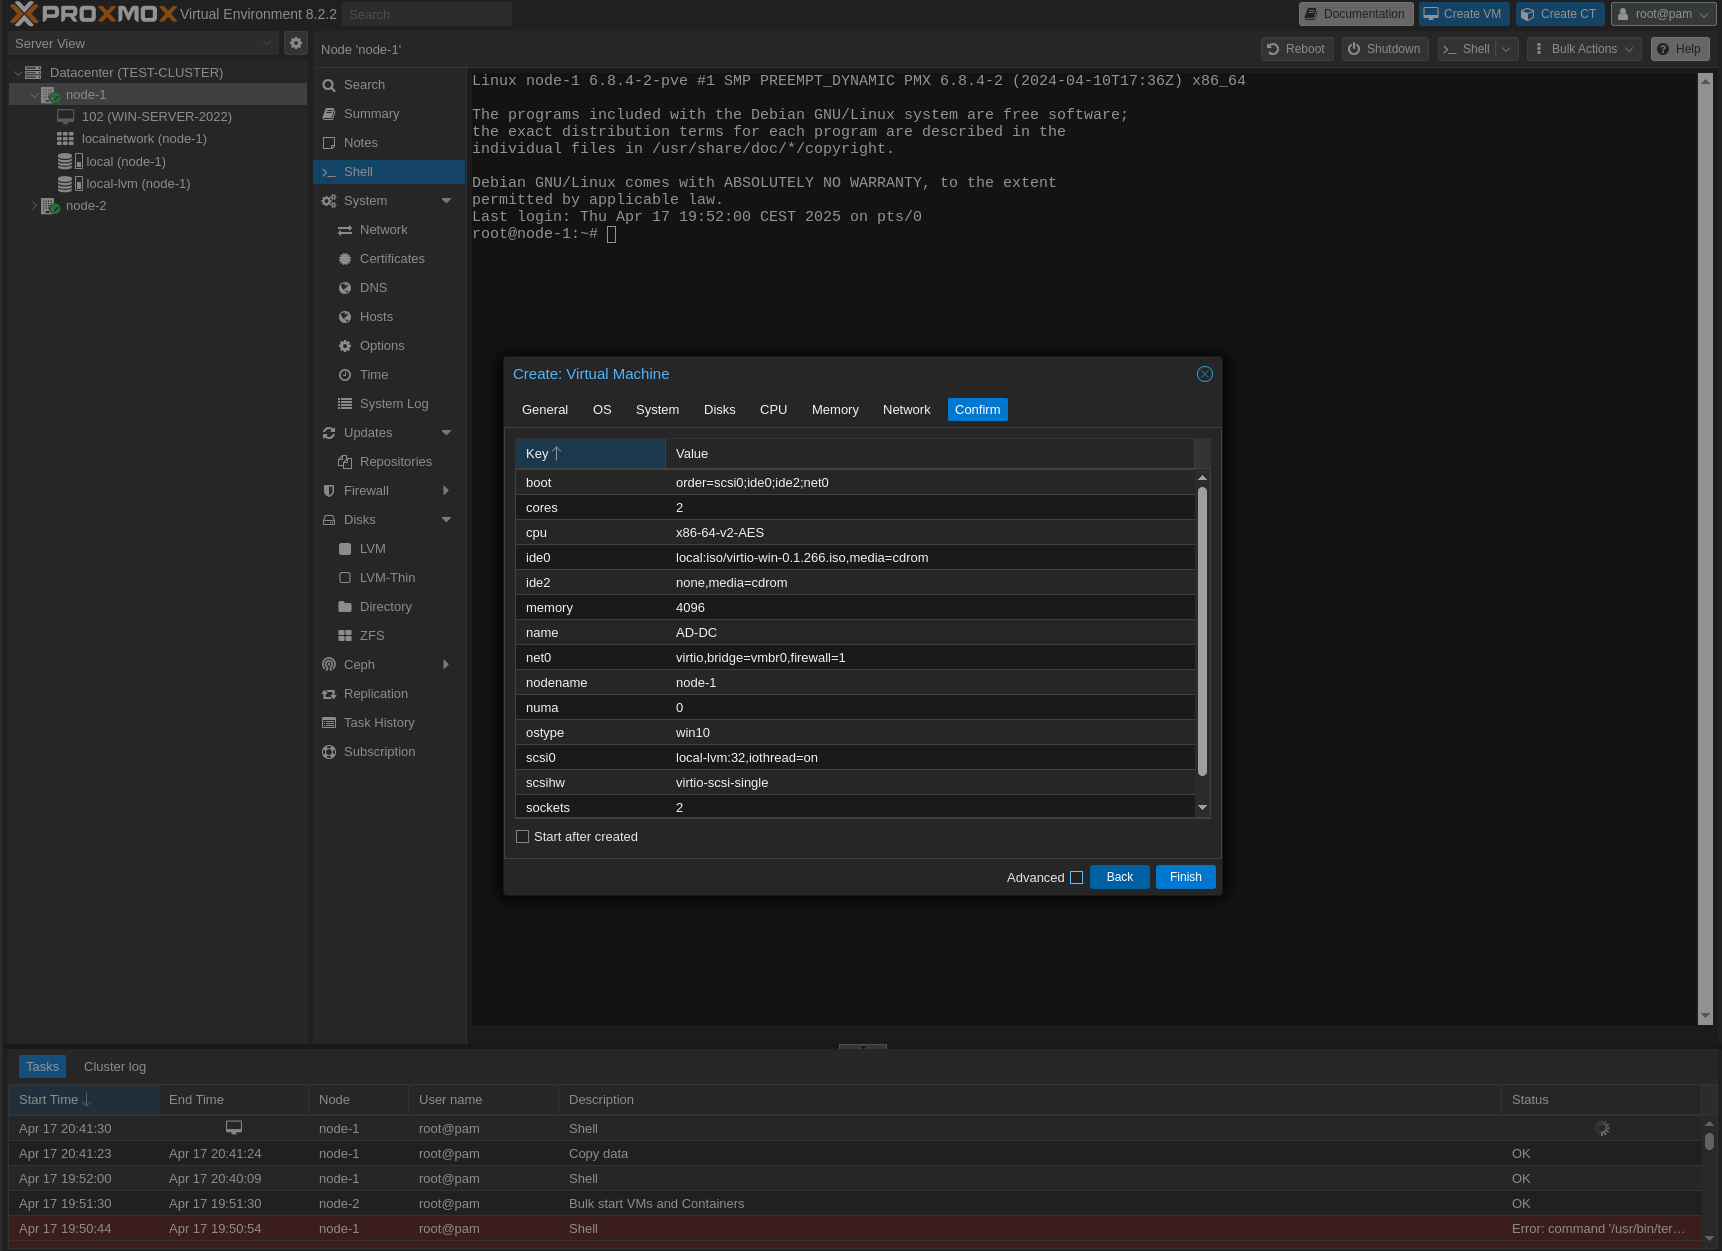 PROXMOX Virtual Environment 8.2.2 Search
Documentation Create VM Create CT root@pam
Server View
Node 'node-1'
Reboot Shutdown Shell Bulk Actions Help
Datacenter (TEST-CLUSTER)
node-1
102 (WIN-SERVER-2022)
localnetwork (node-1)
local (node-1)
local-lvm (node-1)
node-2
Search
Summary
Notes
Shell
System
Network
Certificates
DNS
Hosts
Options
Time
System Log
Updates
Repositories
Firewall
Disks
LVM
LVM-Thin
Directory
ZFS
Ceph
Replication
Task History
Subscription
Linux node-1 6.8.4-2-pve #1 SMP PREEMPT_DYNAMIC PMX 6.8.4-2 (2024-04-10T17:36Z) x86_64
The programs included with the Debian GNU/Linux system are free software;
the exact distribution terms for each program are described in the
individual files in /usr/share/doc/*/copyright.
Debian GNU/Linux comes with ABSOLUTELY NO WARRANTY, to the extent
permitted by applicable law.
Last login: Thu Apr 17 19:52:00 CEST 2025 on pts/0
root@node-1:~#
Create: Virtual Machine
General OS System Disks CPU Memory Network Confirm
Key Value
boot order=scsi0;ide0;ide2;net0
cores 2
cpu x86-64-v2-AES
ide0 local:iso/virtio-win-0.1.266.iso,media=cdrom
ide2 none,media=cdrom
memory 4096
name AD-DC
net0 virtio,bridge=vmbr0,firewall=1
nodename node-1
numa 0
ostype win10
scsi0 local-lvm:32,iothread=on
scsihw virtio-scsi-single
sockets 2
Start after created
Advanced Back Finish
Tasks Cluster log
Start Time End Time Node User name Description Status
Apr 17 20:41:30 node-1 root@pam Shell
Apr 17 20:41:23 Apr 17 20:41:24 node-1 root@pam Copy data OK
Apr 17 19:52:00 Apr 17 20:40:09 node-1 root@pam Shell OK
Apr 17 19:51:30 Apr 17 19:51:30 node-2 root@pam Bulk start VMs and Containers OK
Apr 17 19:50:44 Apr 17 19:50:54 node-1 root@pam Shell Error: command '/usr/bin/ter...